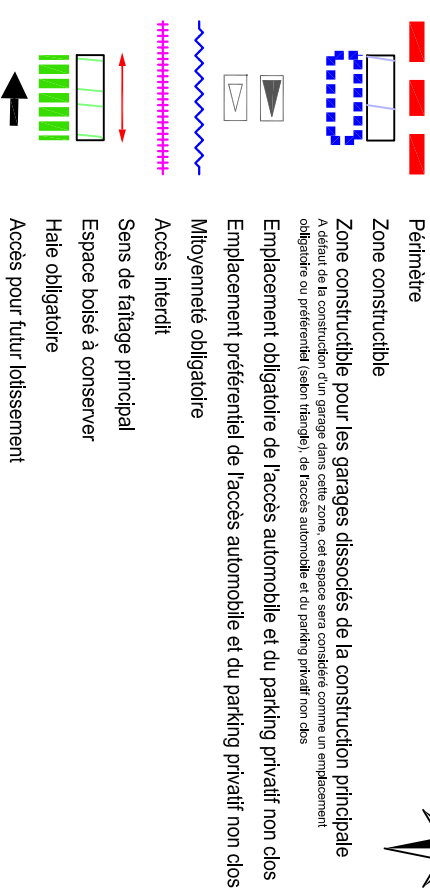 Périmètre
Zone constructible
Zone constructible pour les garages dissociés de la construction principale
A défaut de la construction d'un garage dans cette zone, cet espace sera considéré comme un emplacement
obligatoire ou préférentiel (selon triangle), de l'accès automobile et du parking privatif non clos
Emplacement obligatoire de l'accès automobile et du parking privatif non clos
Emplacement préférentiel de l'accès automobile et du parking privatif non clos
Mitoyenneté obligatoire
Accès interdit
Sens de faîtage principal
Espace boisé à conserver
Haie obligatoire
Accès pour futur lotissement